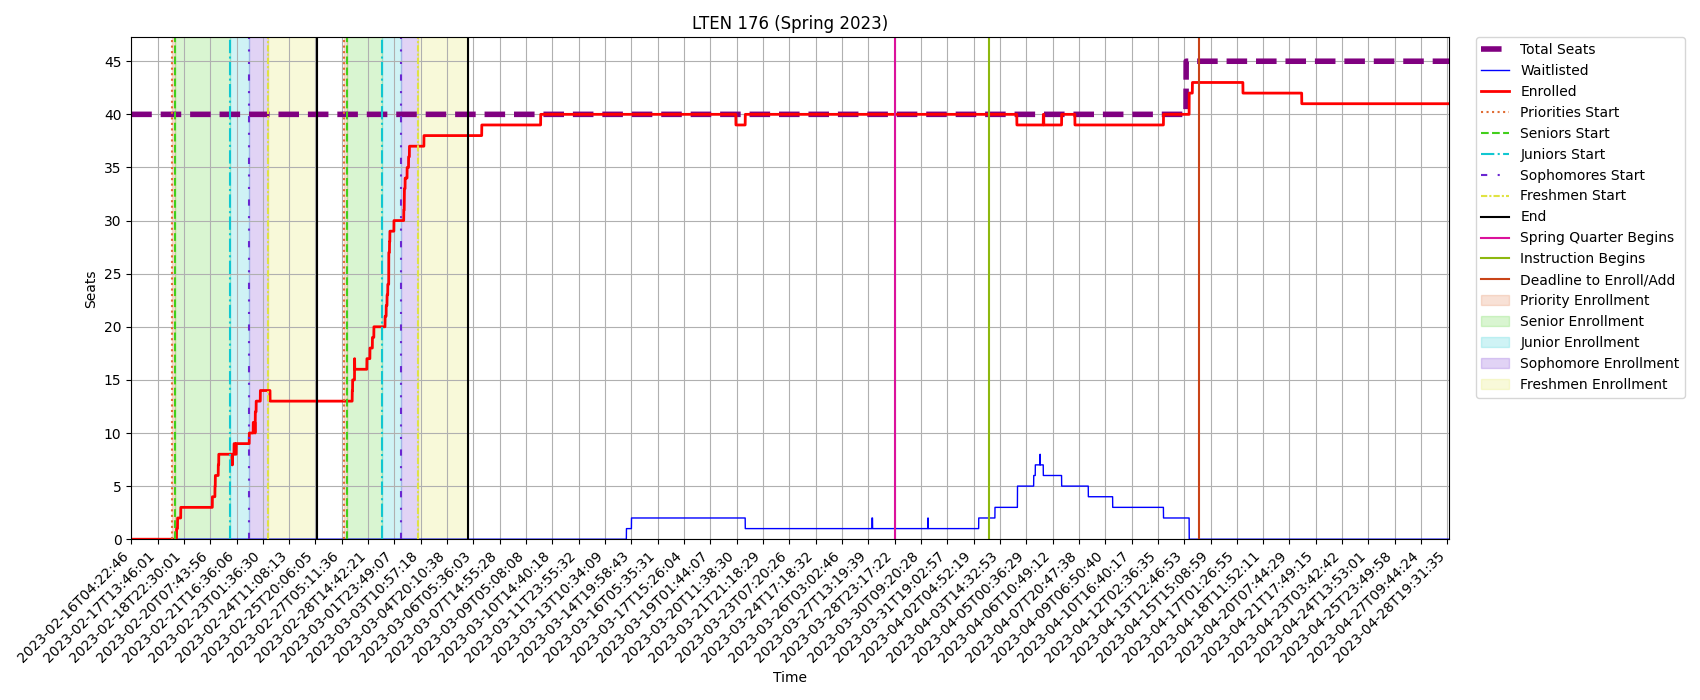 LTEN 176 (Spring 2023)
Seats
45
40
35
30
25
20
15
10
5
0
2023-02-16T04:22:46
2023-02-17T13:46:01
2023-02-18T22:30:01
2023-02-20T07:43:56
2023-02-21T16:36:06
2023-02-23T01:36:30
2023-02-24T11:08:13
2023-02-25T20:06:05
2023-02-27T05:11:36
2023-02-28T14:42:21
2023-03-01T23:49:07
2023-03-03T10:57:18
2023-03-04T20:10:38
2023-03-06T05:36:03
2023-03-07T14:55:28
2023-03-09T05:08:08
2023-03-10T14:40:18
2023-03-11T23:55:32
2023-03-13T10:34:09
2023-03-14T19:58:43
2023-03-16T05:35:31
2023-03-17T15:26:04
2023-03-19T01:44:07
2023-03-20T11:38:30
2023-03-21T21:18:29
2023-03-23T07:20:26
2023-03-24T17:18:32
2023-03-26T03:02:46
2023-03-27T13:19:39
2023-03-28T23:17:22
2023-03-30T09:20:28
2023-03-31T19:02:57
2023-04-02T04:52:19
2023-04-03T14:32:53
2023-04-05T00:36:29
2023-04-06T10:49:12
2023-04-07T20:47:38
2023-04-09T06:50:40
2023-04-10T16:40:17
2023-04-12T02:36:35
2023-04-13T12:46:53
2023-04-15T15:08:59
2023-04-17T01:26:55
2023-04-18T11:52:11
2023-04-20T07:44:29
2023-04-21T17:49:15
2023-04-23T03:42:42
2023-04-24T13:53:01
2023-04-25T23:49:58
2023-04-27T09:44:24
2023-04-28T19:31:35
Time
Total Seats
Waitlisted
Enrolled
Priorities Start
Seniors Start
Juniors Start
Sophomores Start
Freshmen Start
End
Spring Quarter Begins
Instruction Begins
Deadline to Enroll/Add
Priority Enrollment
Senior Enrollment
Junior Enrollment
Sophomore Enrollment
Freshmen Enrollment